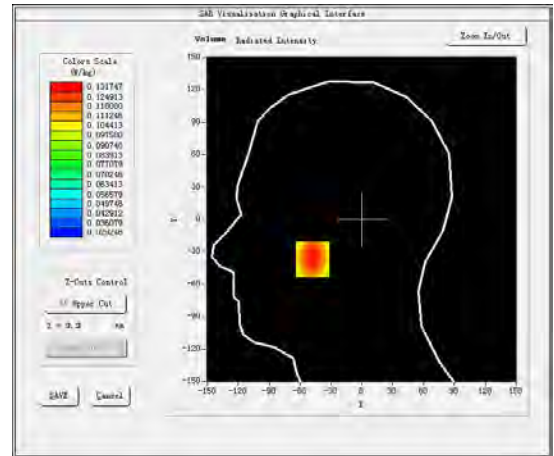 SAR Visualisation Graphical Interface
Volume Radiated Intensity
Zoom In/Out
Colors Scale
(W/kg)
0.131747
0.124913
0.118080
0.111246
0.104413
0.097580
0.090746
0.083913
0.077079
0.070246
0.063413
0.056579
0.049746
0.042912
0.036079
0.029246
150
120
90
60
30
Y
0
-30
-60
-90
-120
-150
-150 -120 -90 -60 -30 0 30 60 90 120 150
X
Z-Cuts Control
Upper Cut
SAVE
Cancel